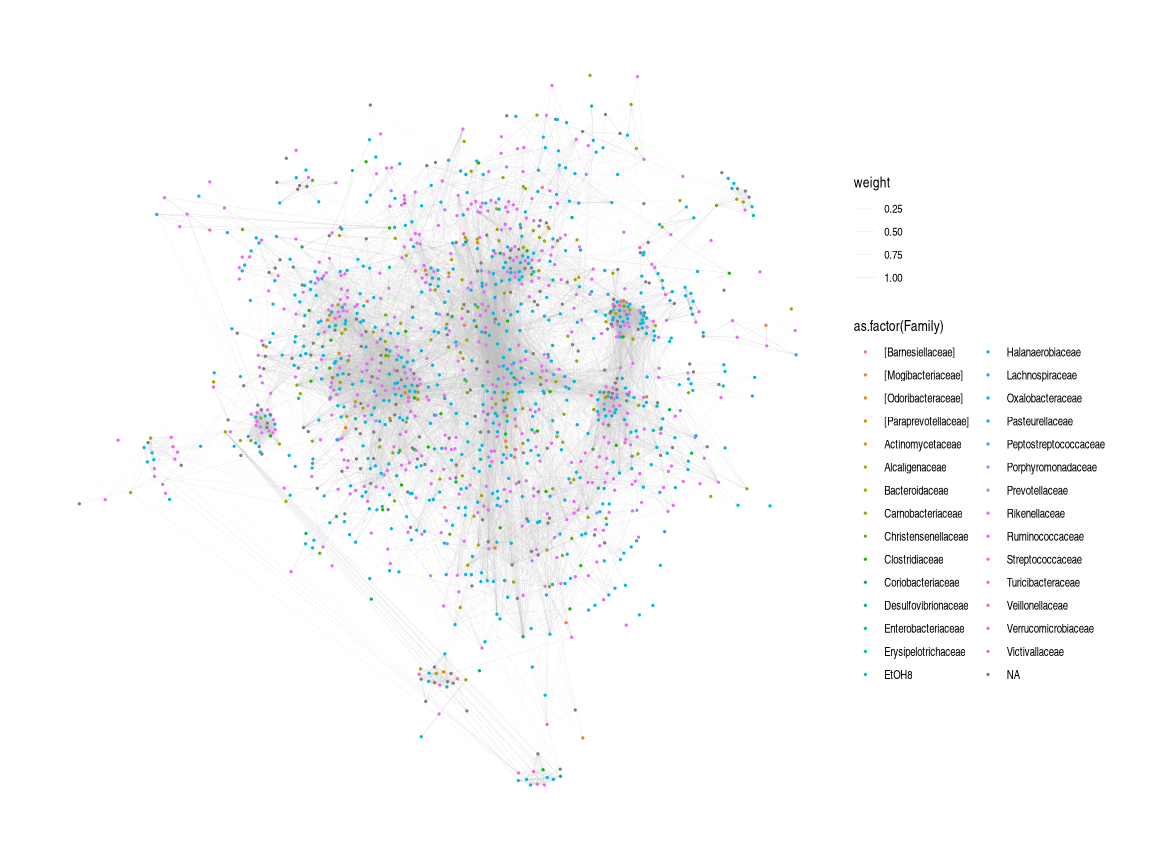 weight
0.25
0.50
0.75
1.00
as.factor(Family)
[Barnesiellaceae]
[Mogibacteriaceae]
[Odoribacteraceae]
[Paraprevotellaceae]
Actinomycetaceae
Alcaligenaceae
Bacteroidaceae
Carnobacteriaceae
Christensenellaceae
Clostridiaceae
Coriobacteriaceae
Desulfovibrionaceae
Enterobacteriaceae
Erysipelotrichaceae
EtOH8
Halanaerobiaceae
Lachnospiraceae
Oxalobacteraceae
Pasteurellaceae
Peptostreptococcaceae
Porphyromonadaceae
Prevotellaceae
Rikenellaceae
Ruminococcaceae
Streptococcaceae
Turicibacteraceae
Veillonellaceae
Verrucomicrobiaceae
Victivallaceae
NA